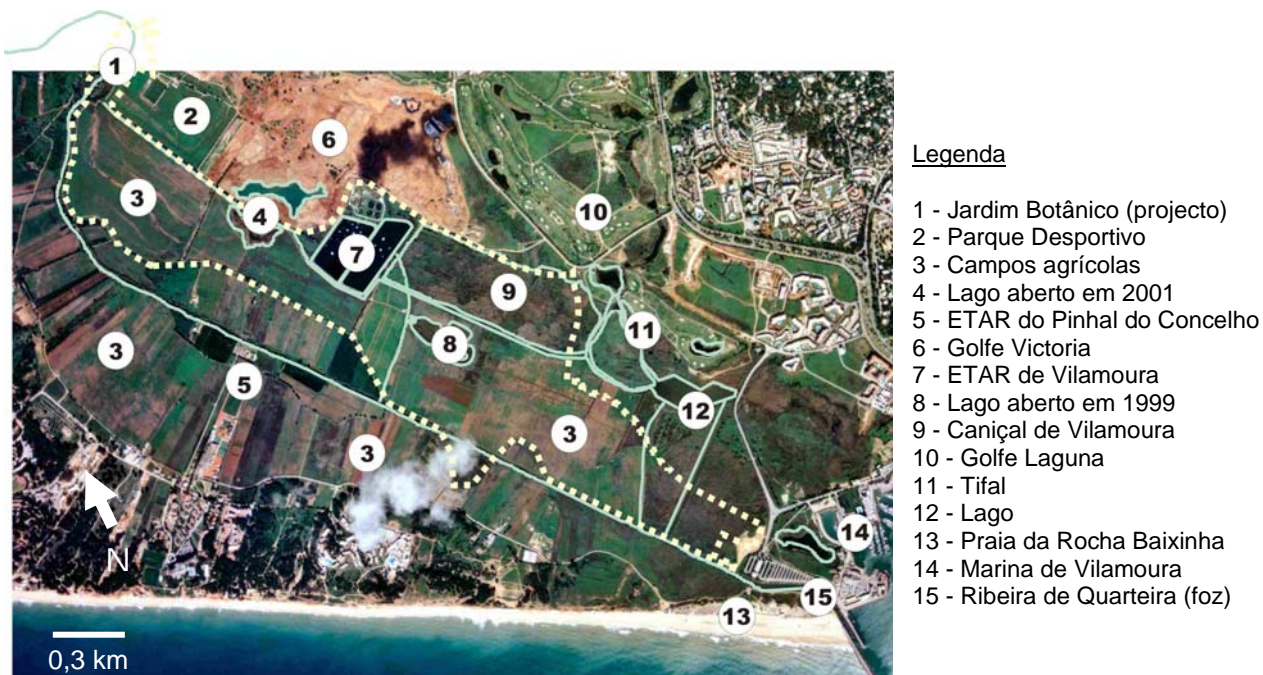 1
2
6
3
4
10
7
9
11
8
3
5
12
3
3
N
14
15
13
0,3 km
Legenda
1 - Jardim Botânico (projecto)
2 - Parque Desportivo
3 - Campos agrícolas
4 - Lago aberto em 2001
5 - ETAR do Pinhal do Concelho
6 - Golfe Victoria
7 - ETAR de Vilamoura
8 - Lago aberto em 1999
9 - Caniçal de Vilamoura
10 - Golfe Laguna
11 - Tifal
12 - Lago
13 - Praia da Rocha Baixinha
14 - Marina de Vilamoura
15 - Ribeira de Quarteira (foz)